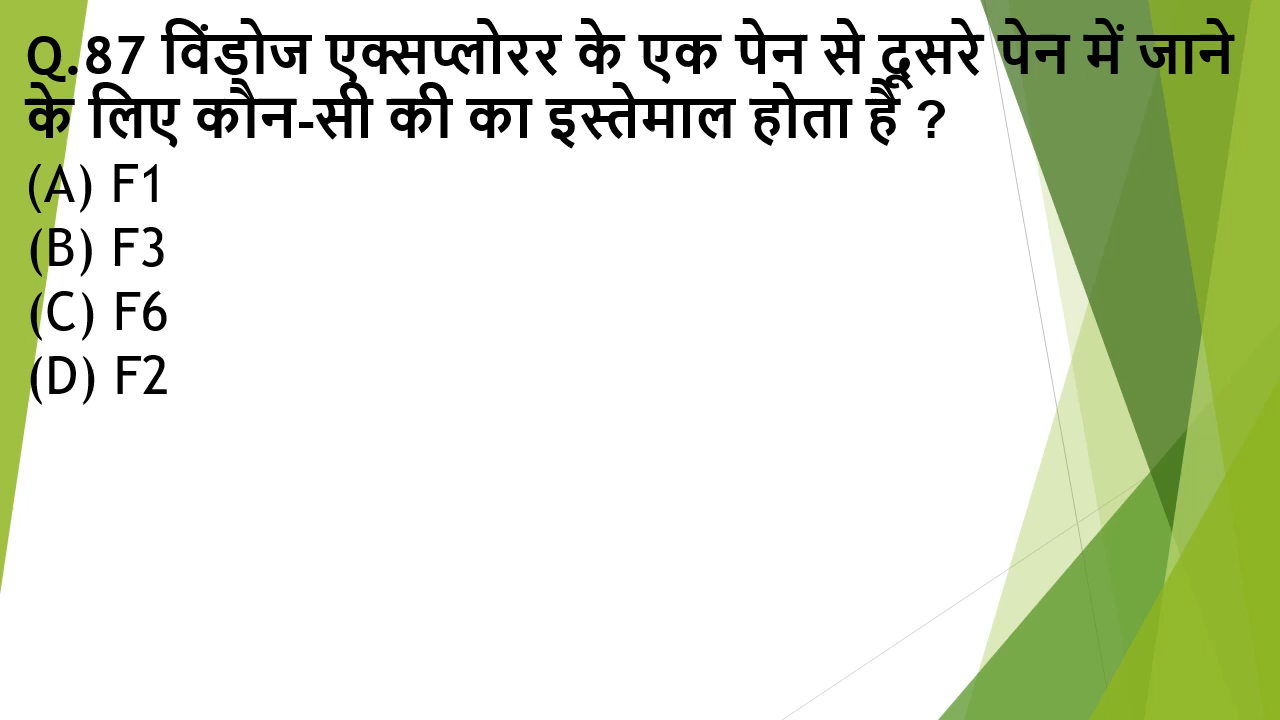 Q.87 विंडोज एक्सप्लोरर के एक पेन से दूसरे पेन में जाने
के लिए कौन-सी की का इस्तेमाल होता है ?
(A) F1
(B) F3
(C) F6
(D) F2